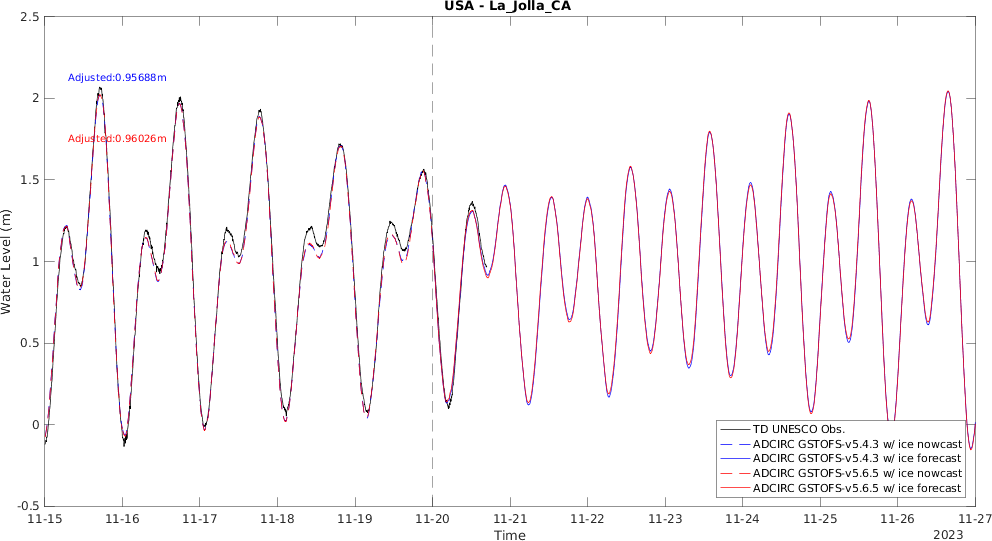 USA - La_Jolla_CA
2.5
2
1.5
1
0.5
0
-0.5
Water Level (m)
Adjusted:0.95688m
Adjusted:0.96026m
TD UNESCO Obs.
ADCIRC GSTOFS-v5.4.3 w/ ice nowcast
ADCIRC GSTOFS-v5.4.3 w/ ice forecast
ADCIRC GSTOFS-v5.6.5 w/ ice nowcast
ADCIRC GSTOFS-v5.6.5 w/ ice forecast
11-15 11-16 11-17 11-18 11-19 11-20 11-21 11-22 11-23 11-24 11-25 11-26 11-27
Time
2023